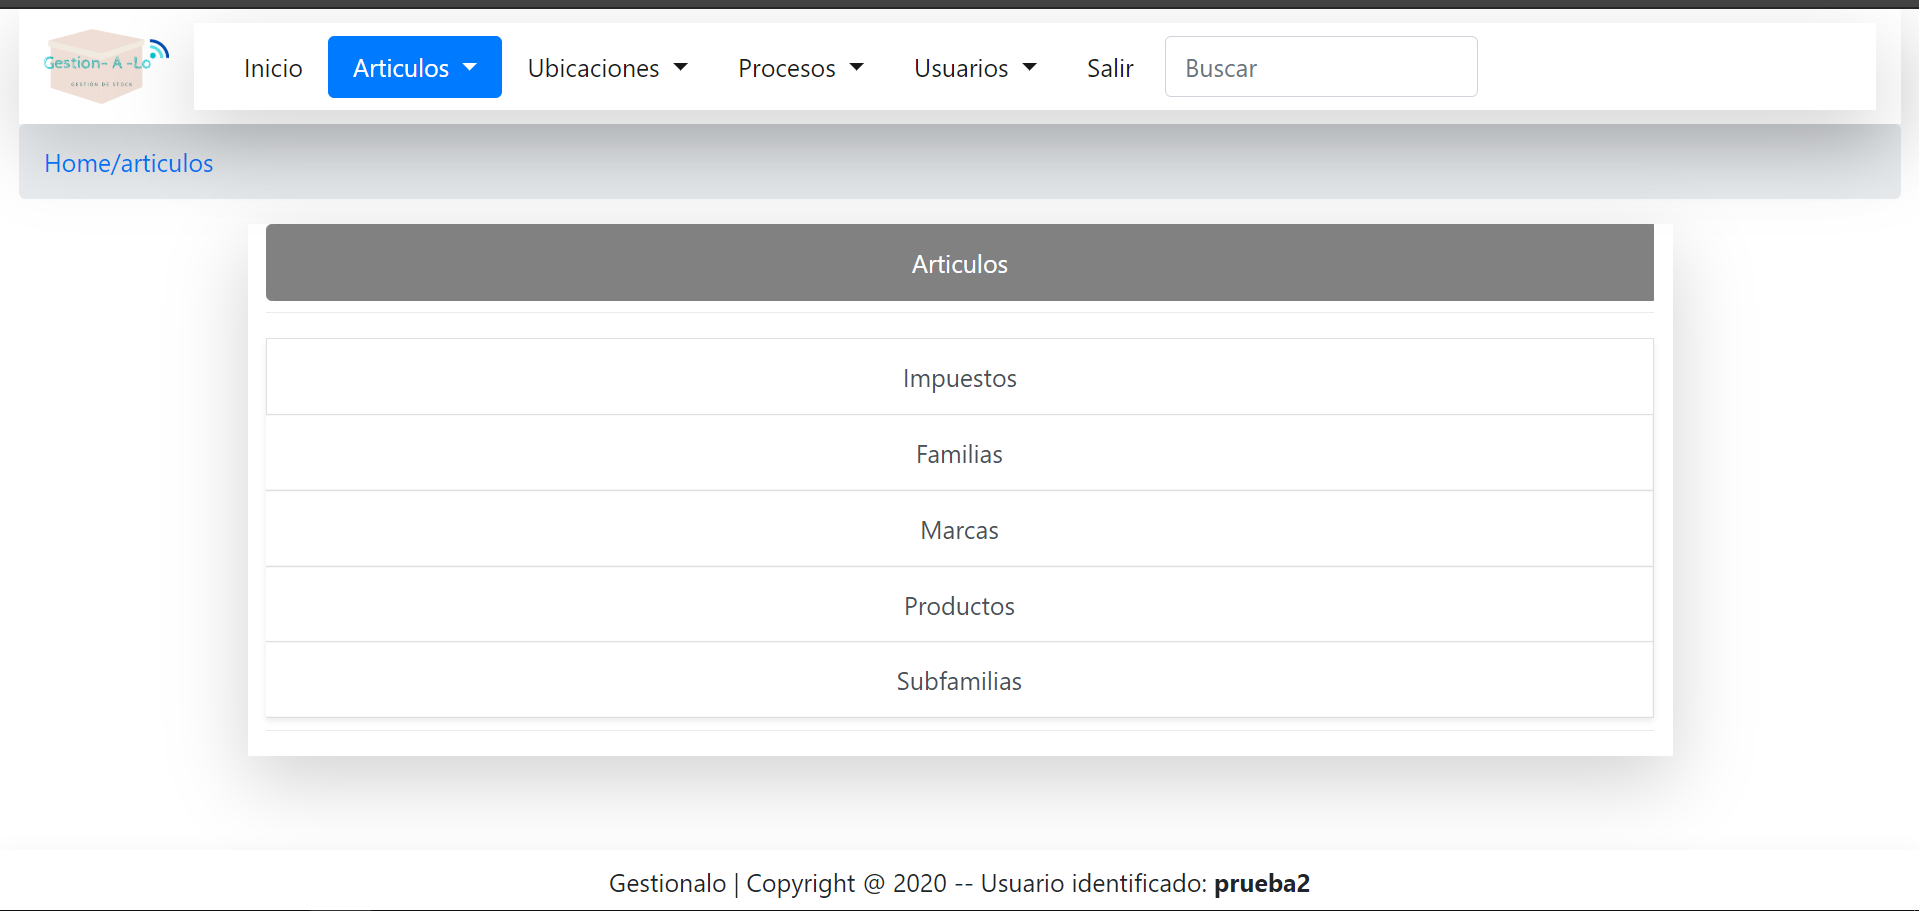 Gestion- A -Lo
GESTIÓN DE STOCK
Inicio Articulos Ubicaciones Procesos Usuarios Salir Buscar
Home/articulos
Articulos
Impuestos
Familias
Marcas
Productos
Subfamilias
Gestionalo | Copyright @ 2020 -- Usuario identificado: prueba2